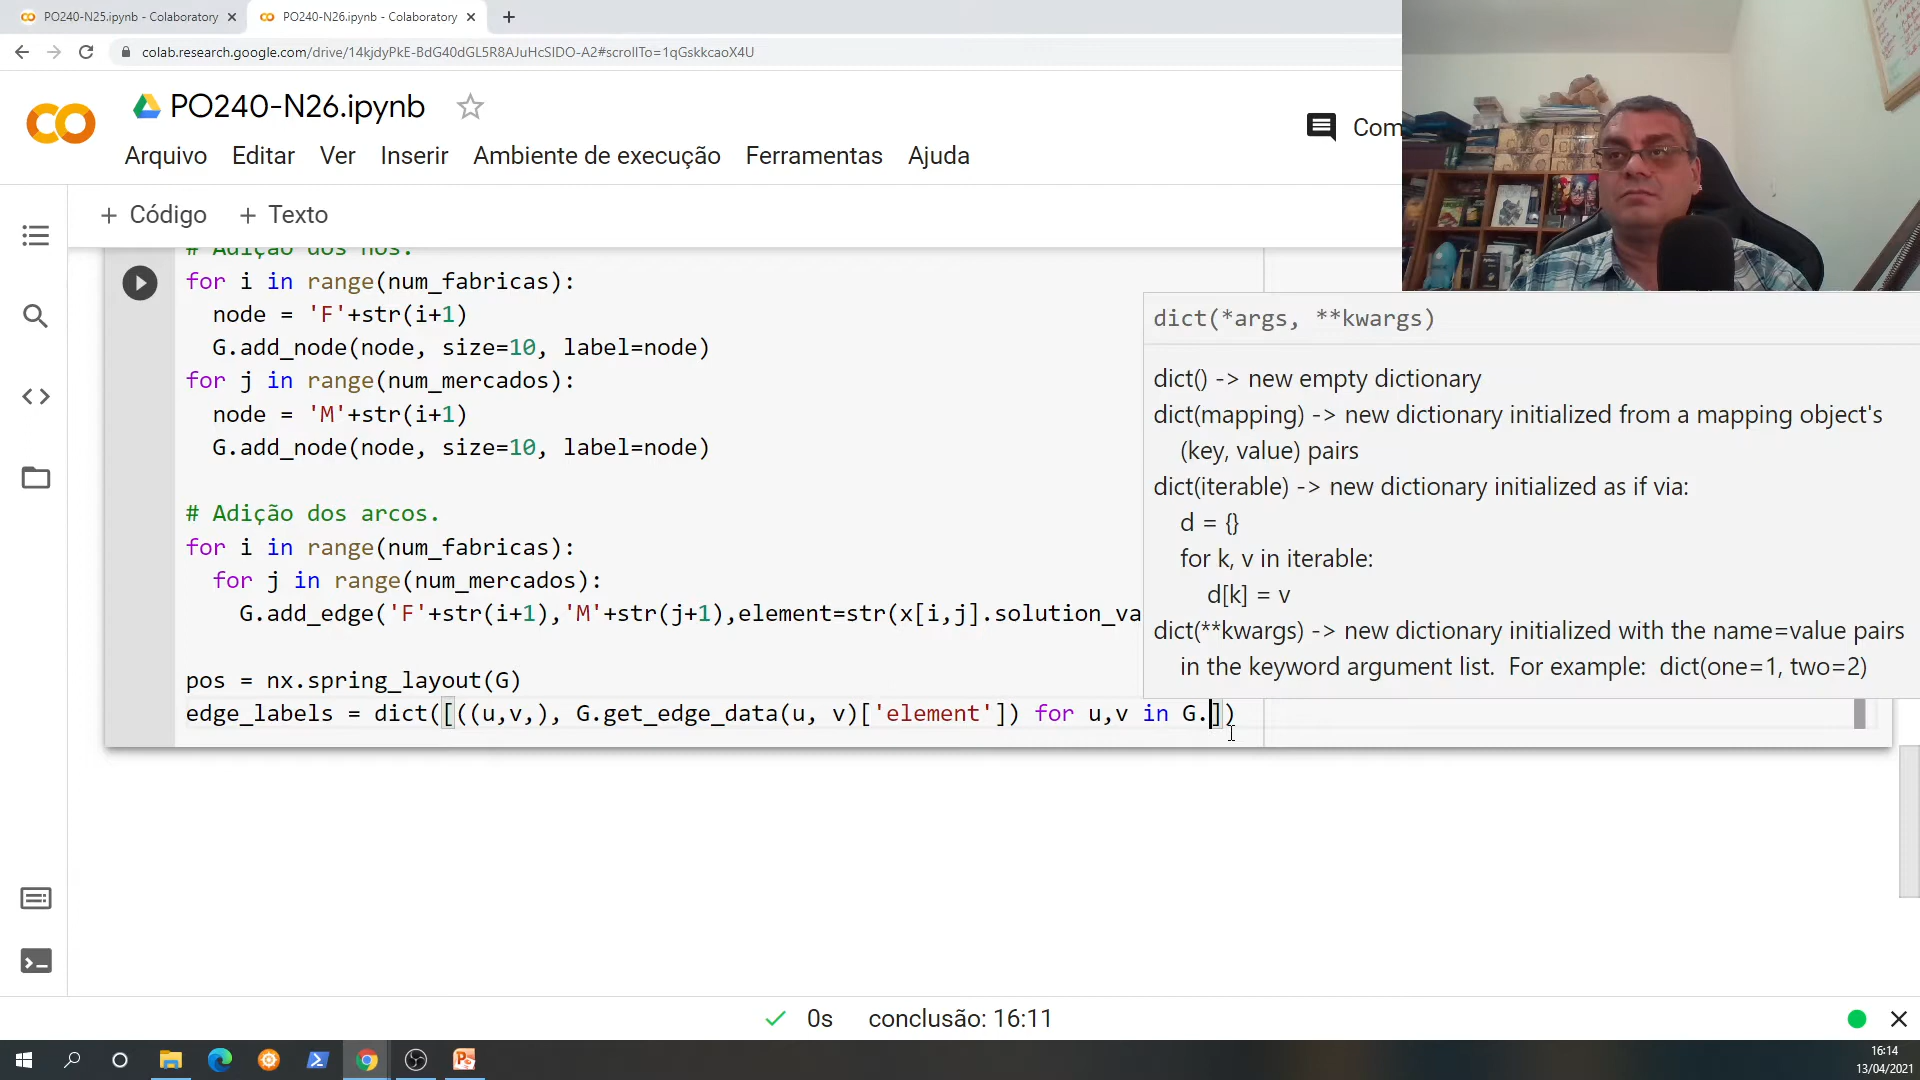 PO240-N25.ipynb - Colaboratory
PO240-N26.ipynb - Colaboratory
colab.research.google.com/drive/14kjdyPkE-BdG40dGL5R8AJuHcSlDO-A2#scrollTo=1qGskkcaoX4U
PO240-N26.ipynb
Com
Arquivo Editar Ver Inserir Ambiente de execução Ferramentas Ajuda
+ Código + Texto
# Adição dos nós.
for i in range(num_fabricas):
node = 'F'+str(i+1)
G.add_node(node, size=10, label=node)
for j in range(num_mercados):
node = 'M'+str(i+1)
G.add_node(node, size=10, label=node)
# Adição dos arcos.
for i in range(num_fabricas):
for j in range(num_mercados):
G.add_edge('F'+str(i+1),'M'+str(j+1),element=str(x[i,j].solution_va
pos = nx.spring_layout(G)
edge_labels = dict([((u,v,), G.get_edge_data(u, v)['element']) for u,v in G.])
dict(*args, **kwargs)
dict() -> new empty dictionary
dict(mapping) -> new dictionary initialized from a mapping object's
(key, value) pairs
dict(iterable) -> new dictionary initialized as if via:
d = {}
for k, v in iterable:
d[k] = v
dict(**kwargs) -> new dictionary initialized with the name=value pairs
in the keyword argument list. For example: dict(one=1, two=2)
0s conclusão: 16:11
16:14
13/04/2021